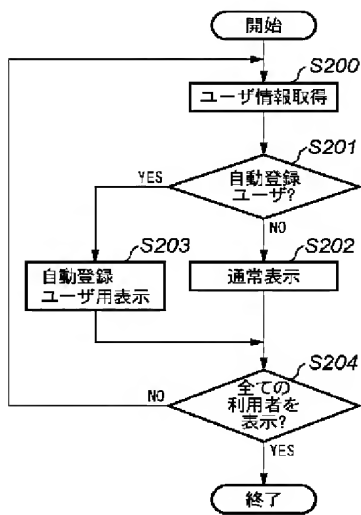 開始
S200
ユーザ情報取得
S201
自動登録
ユーザ?
YES
NO
S203
自動登録
ユーザ用表示
S202
通常表示
S204
全ての
利用者を
表示?
NO
YES
終了